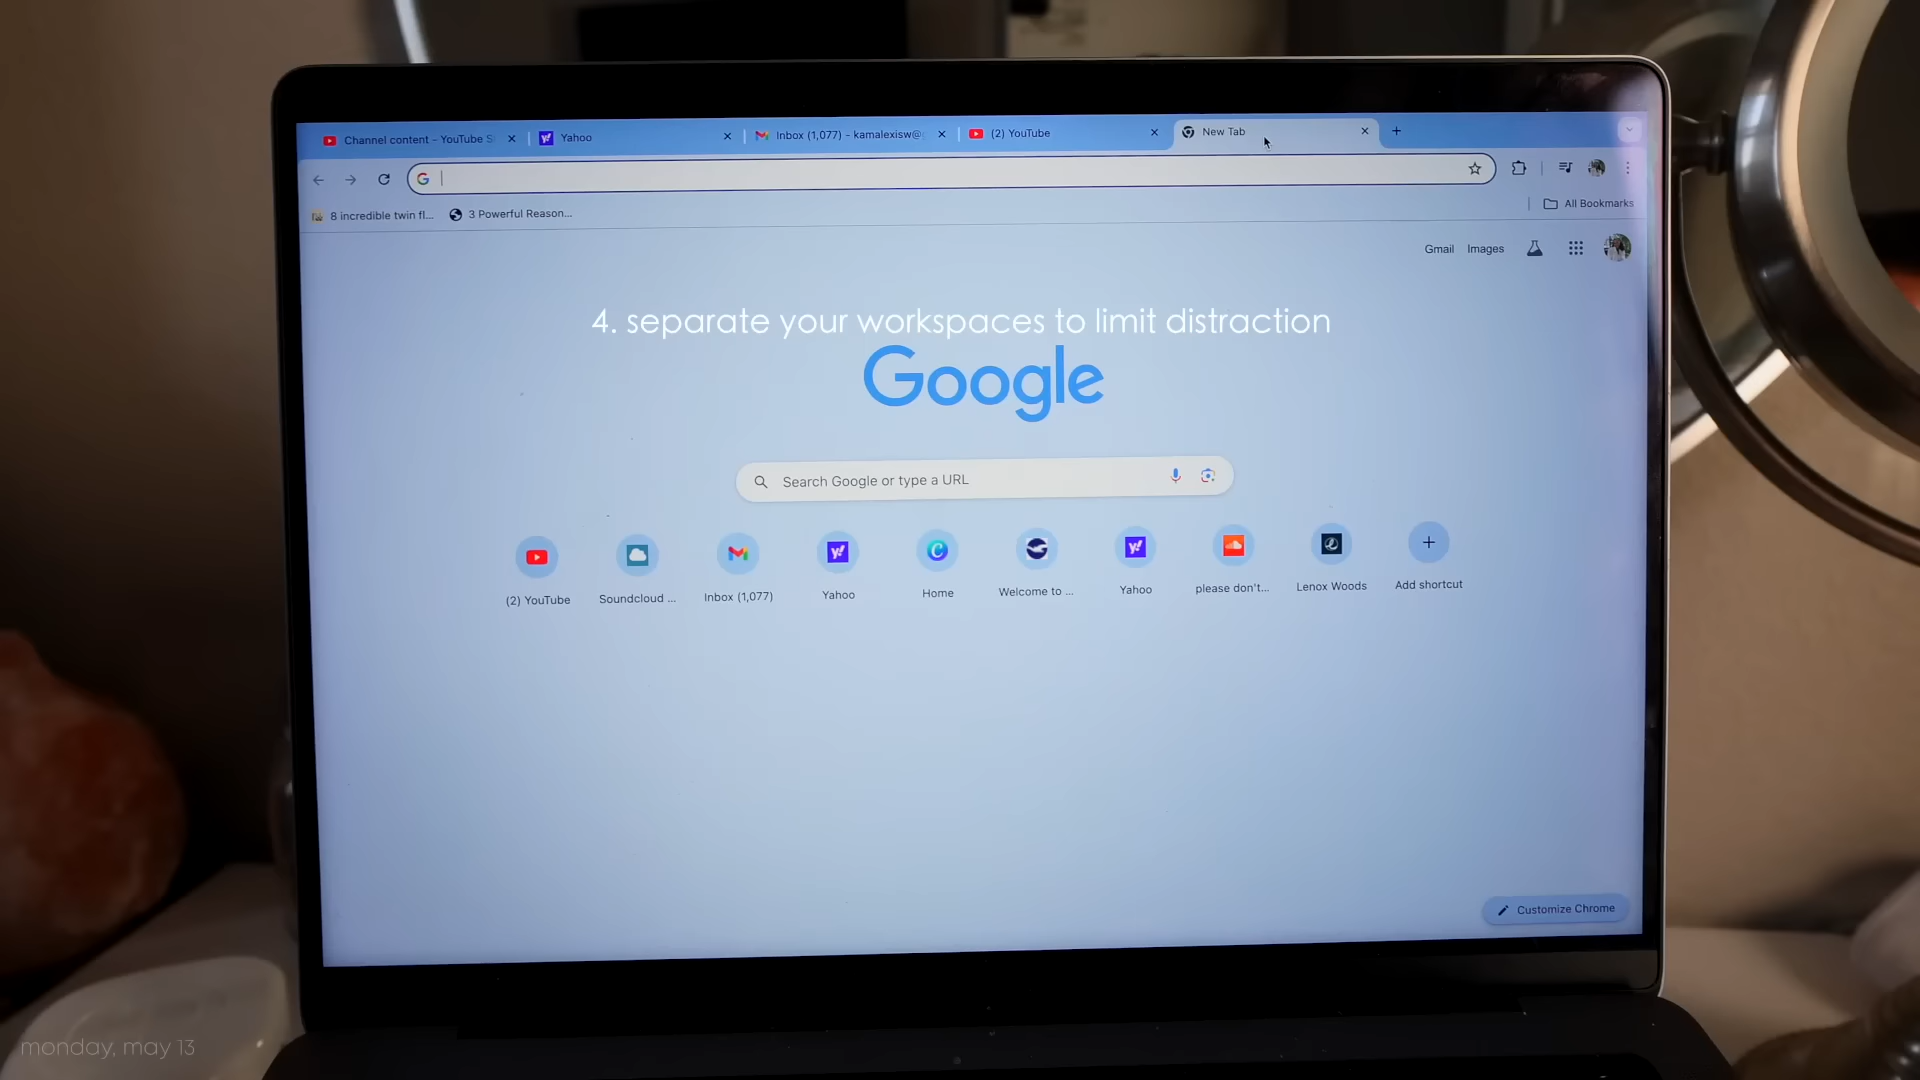 Channel content - YouTube S
Yahoo
Inbox (1,077) - kamalexisw@
(2) YouTube
New Tab
8 incredible twin fl...
3 Powerful Reason...
All Bookmarks
Gmail
Images
4. separate your workspaces to limit distraction
Google
Search Google or type a URL
(2) YouTube
Soundcloud ...
Inbox (1,077)
Yahoo
Home
Welcome to ...
Yahoo
please don't...
Lenox Woods
Add shortcut
Customize Chrome
monday, may 13